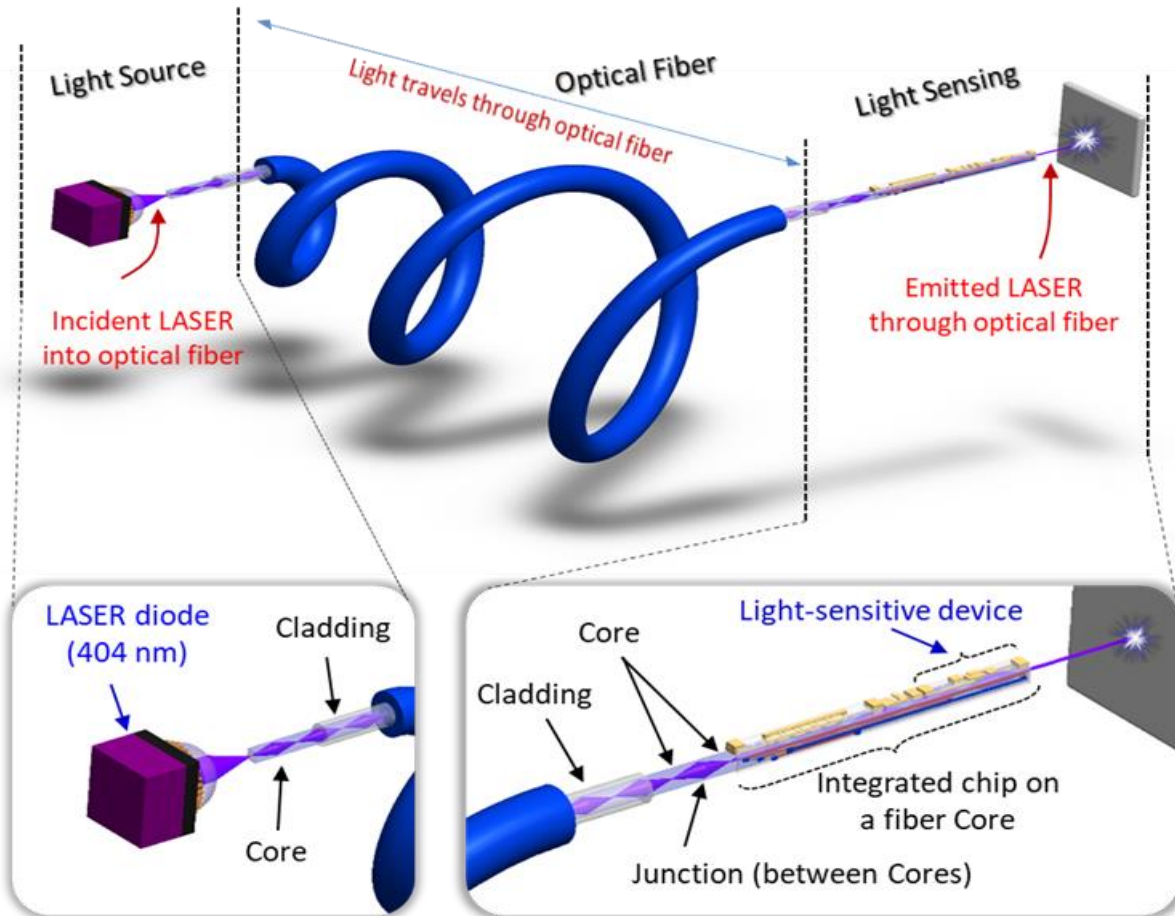 Light Source
Light travels through optical fiber
Optical Fiber
Light Sensing
Incident LASER
into optical fiber
Emitted LASER
through optical fiber
LASER diode
(404 nm)
Cladding
Core
Light-sensitive device
Core
Cladding
Integrated chip on
a fiber Core
Junction (between Cores)